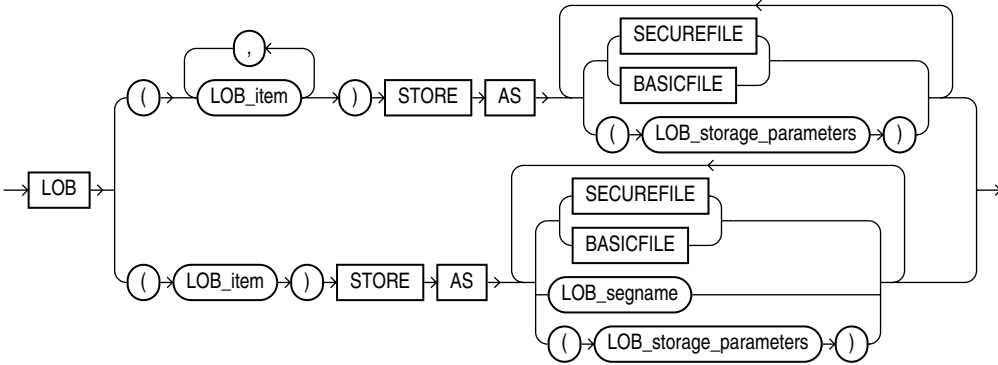 ,
SECUREFILE
BASICFILE
( LOB_item ) STORE AS
( LOB_storage_parameters )
LOB
SECUREFILE
BASICFILE
( LOB_item ) STORE AS
LOB_segname
( LOB_storage_parameters )